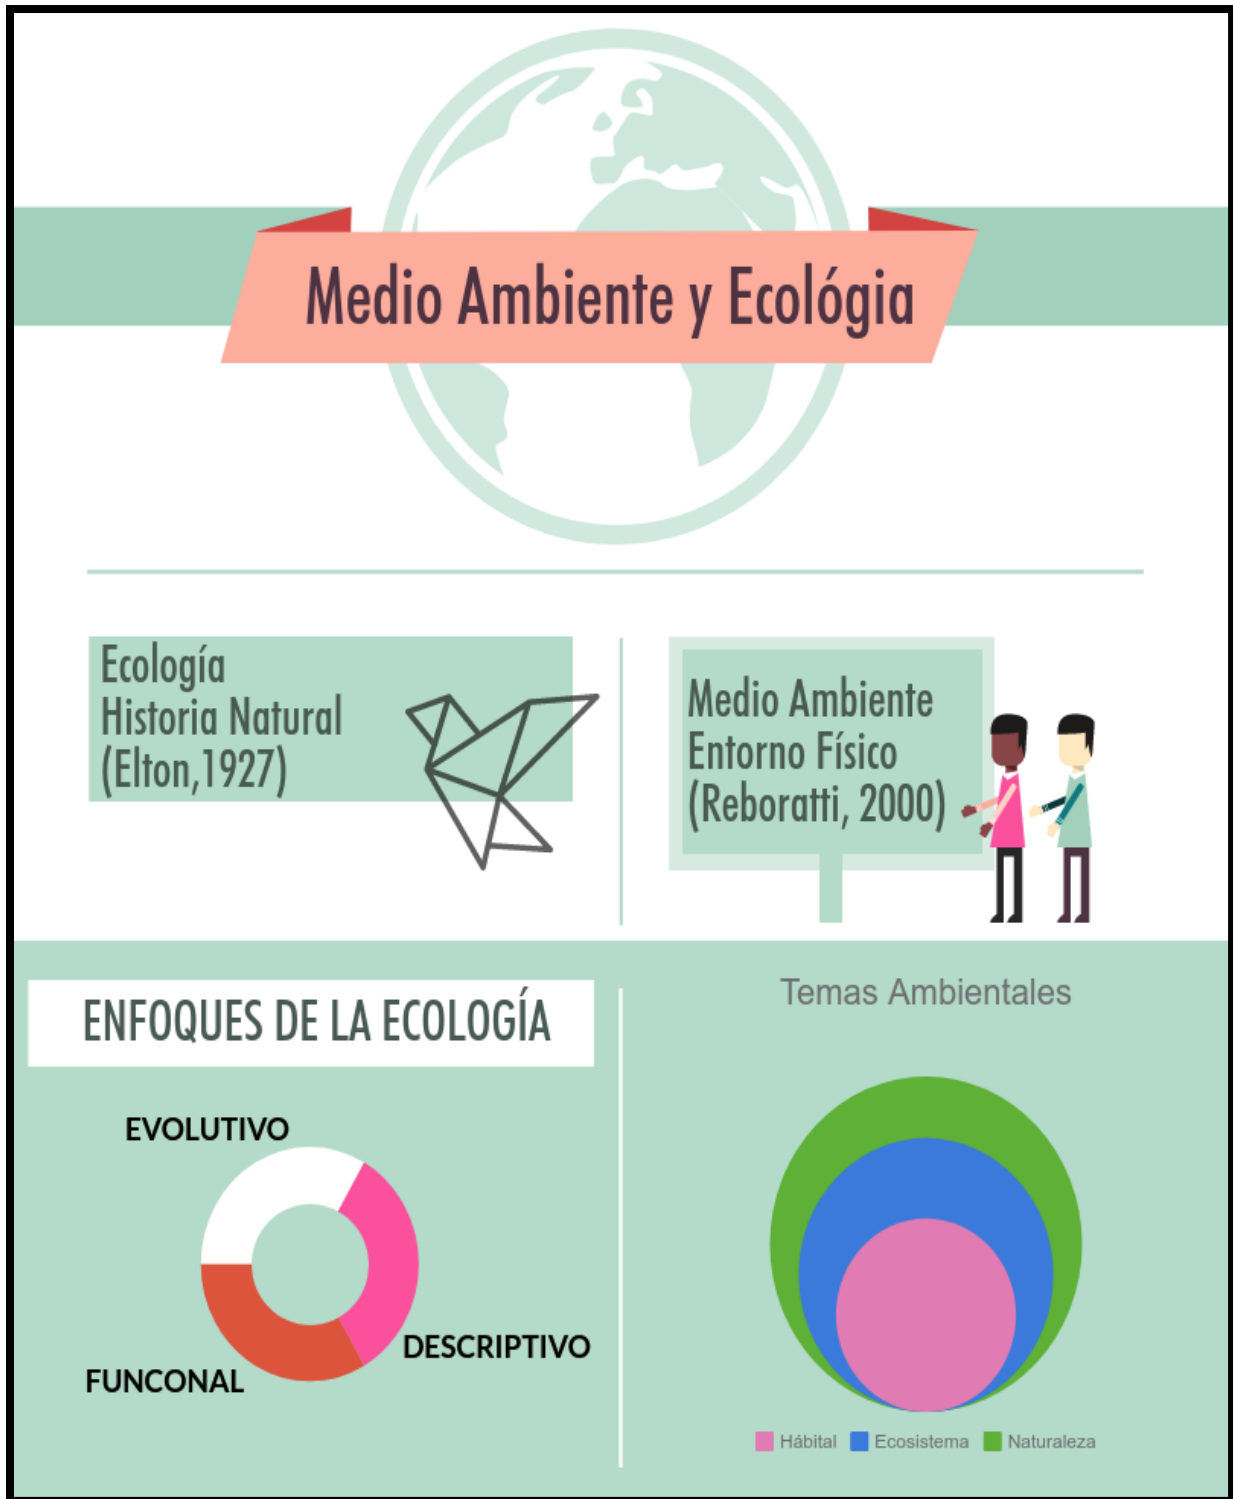 Medio Ambiente y Ecológia
Ecología
Historia Natural
(Elton,1927)
Medio Ambiente
Entorno Físico
(Reboratti, 2000)
ENFOQUES DE LA ECOLOGÍA
EVOLUTIVO
DESCRIPTIVO
FUNCONAL
Temas Ambientales
Hábital Ecosistema Naturaleza